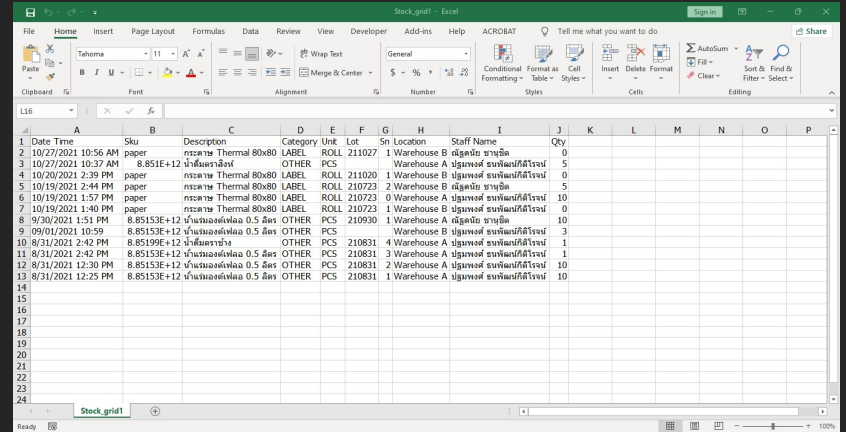 Stock_grid1 - Excel
Sign in
File Home Insert Page Layout Formulas Data Review View Developer Add-ins Help ACROBAT Tell me what you want to do Share
Paste
Tahoma 11 A A
B I U A
Wrap Text
Merge & Center
General
$ % ,
Conditional Formatting Format as Table Cell Styles
Insert Delete Format
AutoSum
Fill
Clear
Sort & Filter Find & Select
Clipboard Font Alignment Number Styles Cells Editing
L16 fx
A B C D E F G H I J K L M N O P
1 Date Time Sku Description Category Unit Lot Sn Location Staff Name Qty
2 10/27/2021 10:56 AM paper กระดาษ Thermal 80x80 LABEL ROLL 211027 1 Warehouse B ณัฐดนัย ชานุชิต 0
3 10/27/2021 10:37 AM 8.851E+12 น้ำดื่มตราสิงห์ OTHER PCS Warehouse A ปฐมพงศ์ ธนพัฒน์กิติโรจน์ 5
4 10/20/2021 2:39 PM paper กระดาษ Thermal 80x80 LABEL ROLL 211020 1 Warehouse B ปฐมพงศ์ ธนพัฒน์กิติโรจน์ 0
5 10/19/2021 2:44 PM paper กระดาษ Thermal 80x80 LABEL ROLL 210723 2 Warehouse B ณัฐดนัย ชานุชิต 5
6 10/19/2021 1:57 PM paper กระดาษ Thermal 80x80 LABEL ROLL 210723 0 Warehouse A ปฐมพงศ์ ธนพัฒน์กิติโรจน์ 10
7 10/19/2021 1:40 PM paper กระดาษ Thermal 80x80 LABEL ROLL 210723 1 Warehouse B ปฐมพงศ์ ธนพัฒน์กิติโรจน์ 0
8 9/30/2021 1:51 PM 8.85153E+12 น้ำแร่มองต์เฟลอ 0.5 ลิตร OTHER PCS 210930 1 Warehouse A ณัฐดนัย ชานุชิต 10
9 09/01/2021 10:59 8.85153E+12 น้ำแร่มองต์เฟลอ 0.5 ลิตร OTHER PCS Warehouse B ปฐมพงศ์ ธนพัฒน์กิติโรจน์ 3
10 8/31/2021 2:42 PM 8.85199E+12 น้ำดื่มตราช้าง OTHER PCS 210831 4 Warehouse A ปฐมพงศ์ ธนพัฒน์กิติโรจน์ 1
11 8/31/2021 2:42 PM 8.85153E+12 น้ำแร่มองต์เฟลอ 0.5 ลิตร OTHER PCS 210831 3 Warehouse A ปฐมพงศ์ ธนพัฒน์กิติโรจน์ 1
12 8/31/2021 12:30 PM 8.85153E+12 น้ำแร่มองต์เฟลอ 0.5 ลิตร OTHER PCS 210831 2 Warehouse A ปฐมพงศ์ ธนพัฒน์กิติโรจน์ 10
13 8/31/2021 12:25 PM 8.85153E+12 น้ำแร่มองต์เฟลอ 0.5 ลิตร OTHER PCS 210831 1 Warehouse A ปฐมพงศ์ ธนพัฒน์กิติโรจน์ 10
14
15
16
17
18
19
20
21
22
23
24
Stock_grid1
Ready 100%